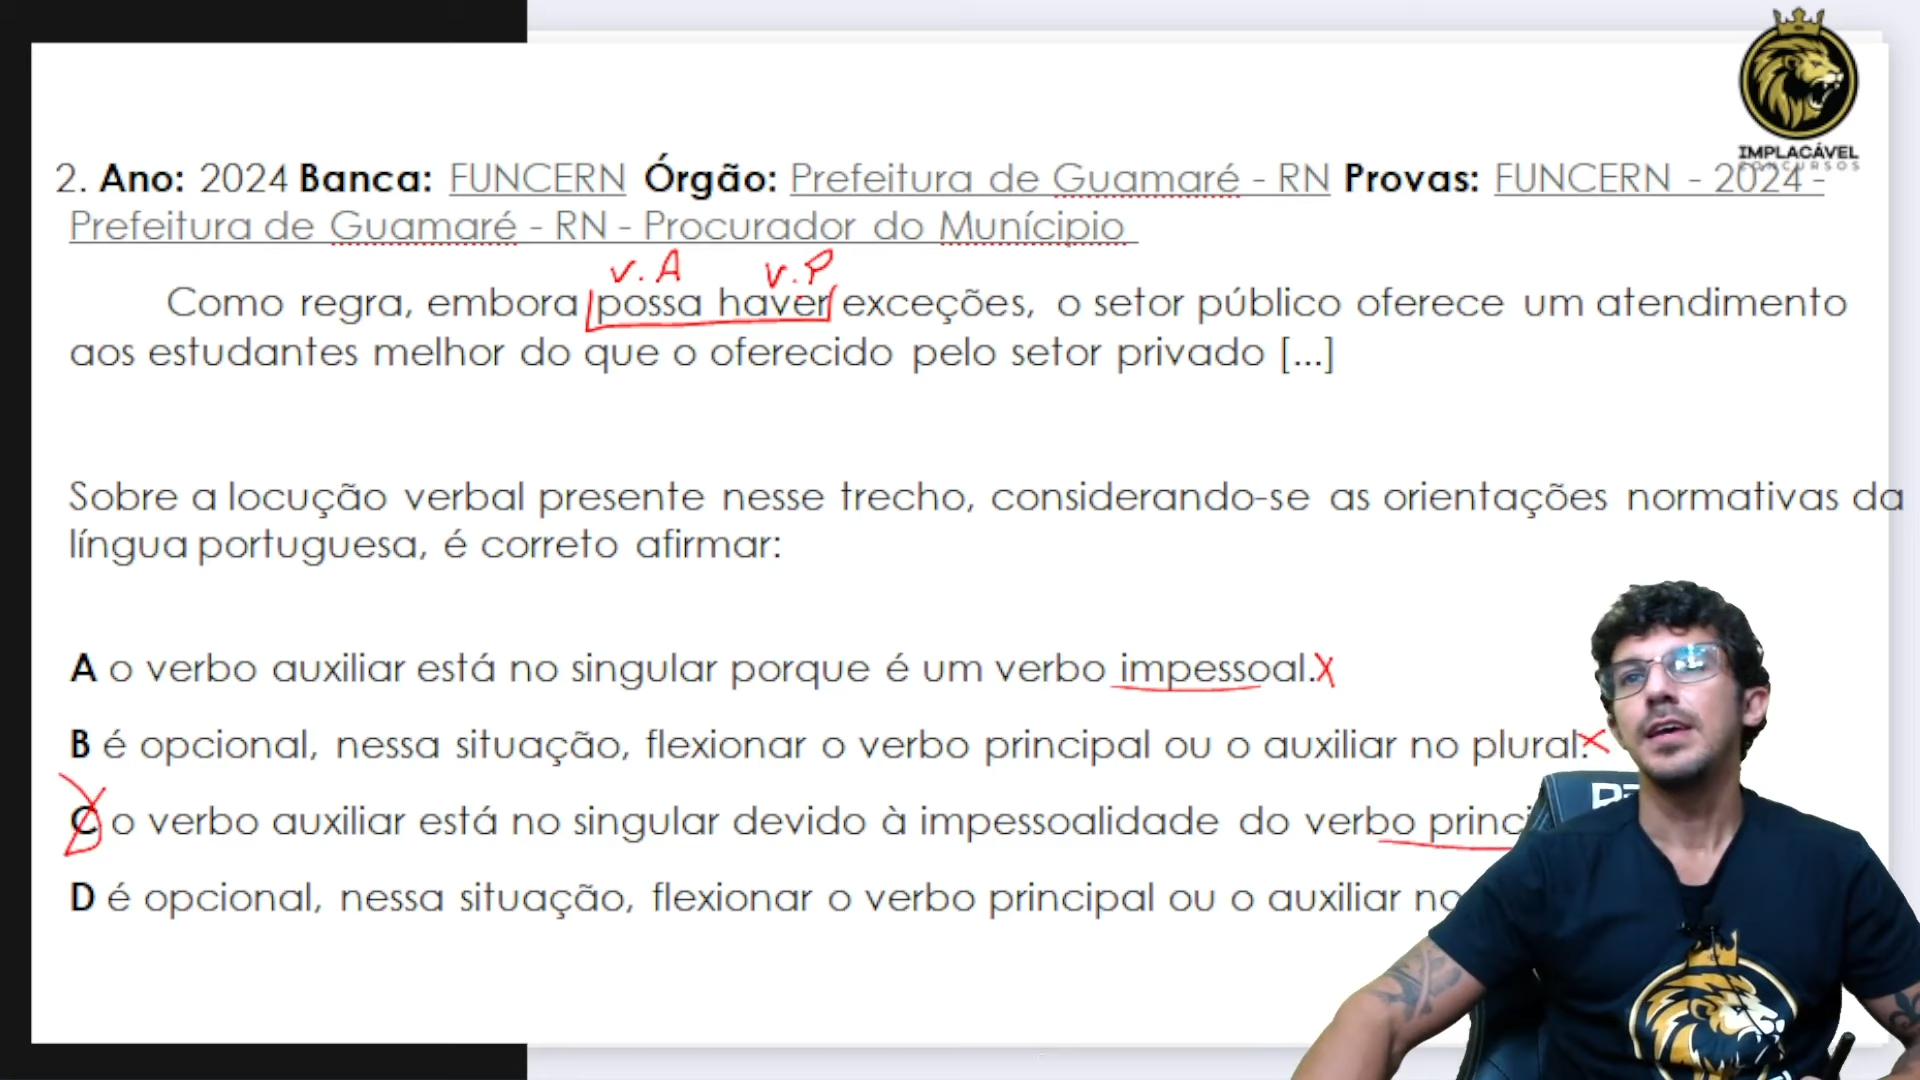 IMPLACÁVEL
CONCURSOS
2. Ano: 2024 Banca: FUNCERN Órgão: Prefeitura de Guamaré - RN Provas: FUNCERN - 2024 -
Prefeitura de Guamaré - RN - Procurador do Munícipio
v.A v.P
Como regra, embora possa haver exceções, o setor público oferece um atendimento
aos estudantes melhor do que o oferecido pelo setor privado [...]
Sobre a locução verbal presente nesse trecho, considerando-se as orientações normativas da
língua portuguesa, é correto afirmar:
A o verbo auxiliar está no singular porque é um verbo impessoal. X
B é opcional, nessa situação, flexionar o verbo principal ou o auxiliar no plural. X
C o verbo auxiliar está no singular devido à impessoalidade do verbo princ
D é opcional, nessa situação, flexionar o verbo principal ou o auxiliar no